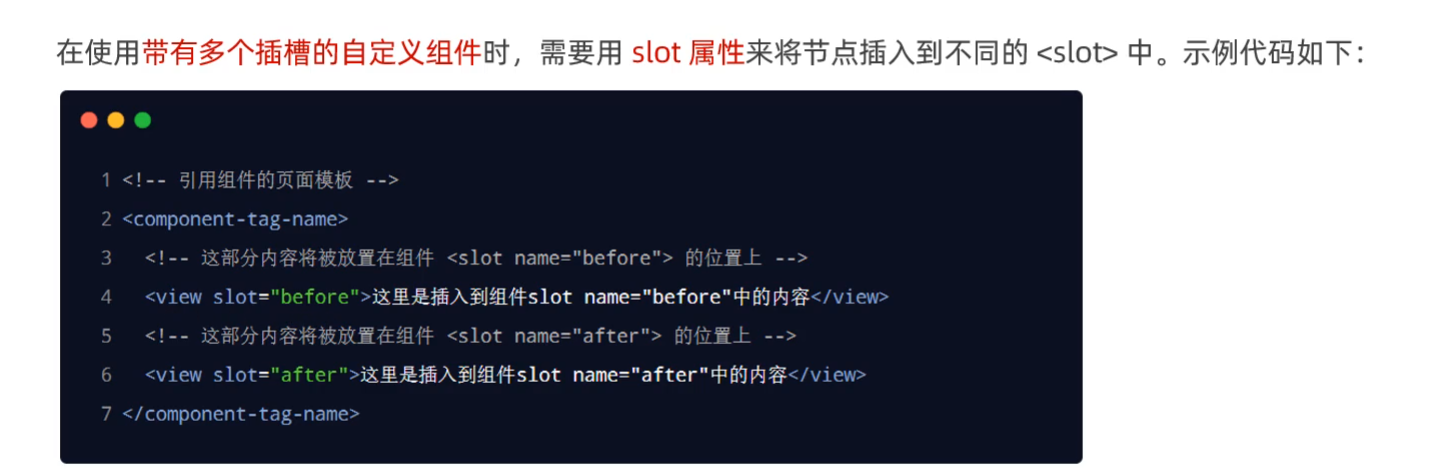 在使用带有多个插槽的自定义组件时，需要用 slot 属性来将节点插入到不同的 <slot> 中。示例代码如下：
1 <!-- 引用组件的页面模板 -->
2 <component-tag-name>
3   <!-- 这部分内容将被放置在组件 <slot name="before"> 的位置上 -->
4   <view slot="before">这里是插入到组件slot name="before"中的内容</view>
5   <!-- 这部分内容将被放置在组件 <slot name="after"> 的位置上 -->
6   <view slot="after">这里是插入到组件slot name="after"中的内容</view>
7 </component-tag-name>